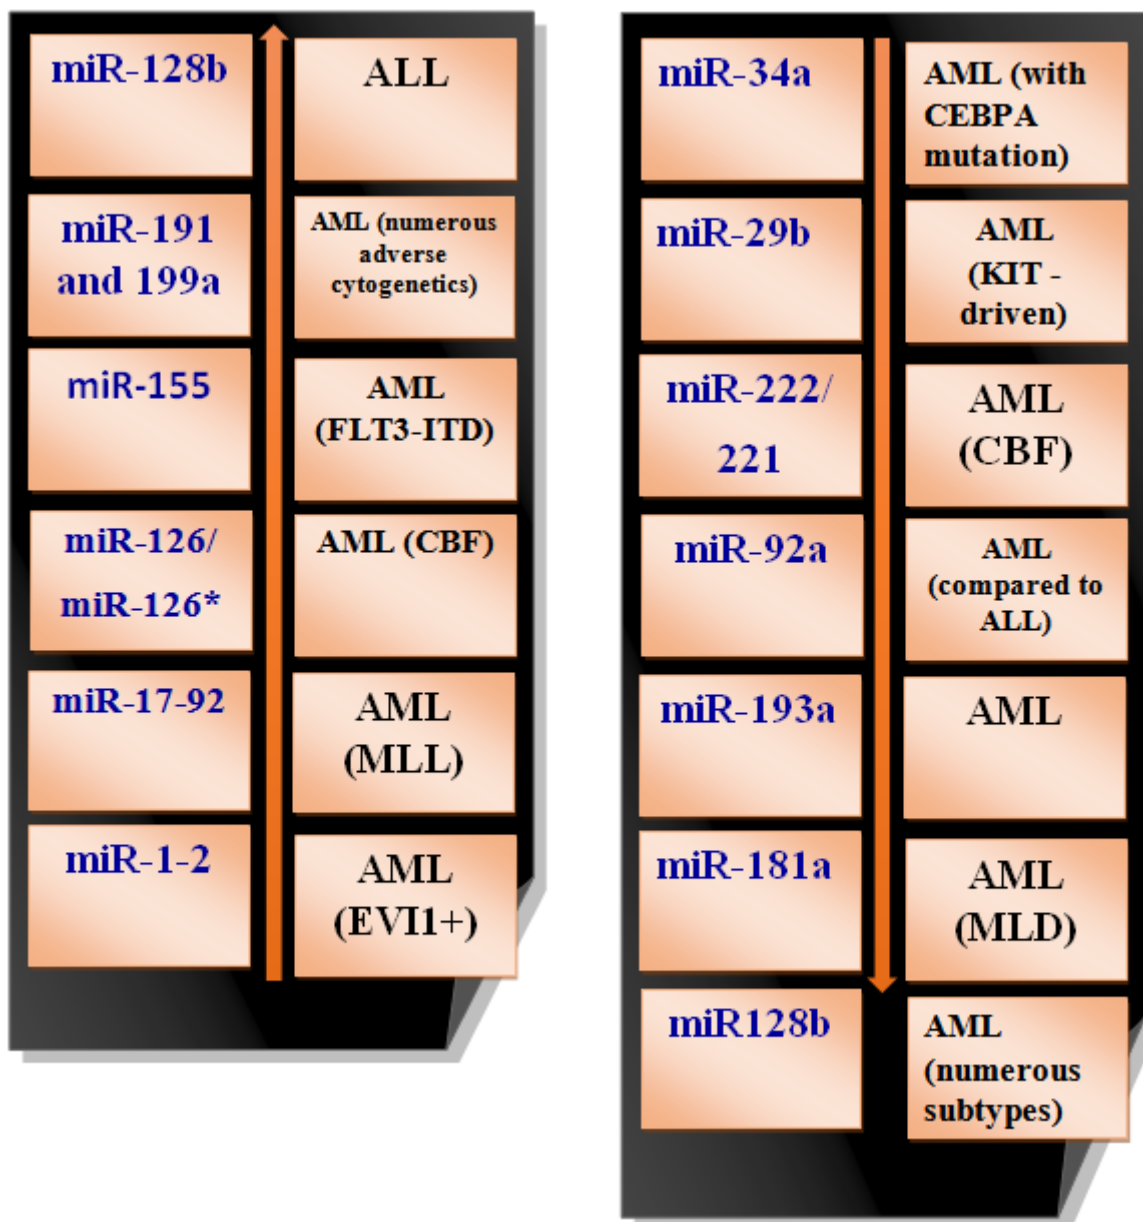 miR-128b
ALL
miR-191
and 199a
AML (numerous
adverse
cytogenetics)
miR-155
AML
(FLT3-ITD)
miR-126/
miR-126*
AML (CBF)
miR-17-92
AML
(MLL)
miR-1-2
AML
(EVI1+)
miR-34a
AML (with
CEBPA
mutation)
miR-29b
AML
(KIT -
driven)
miR-222/
221
AML
(CBF)
miR-92a
AML
(compared to
ALL)
miR-193a
AML
miR-181a
AML
(MLD)
miR128b
AML
(numerous
subtypes)